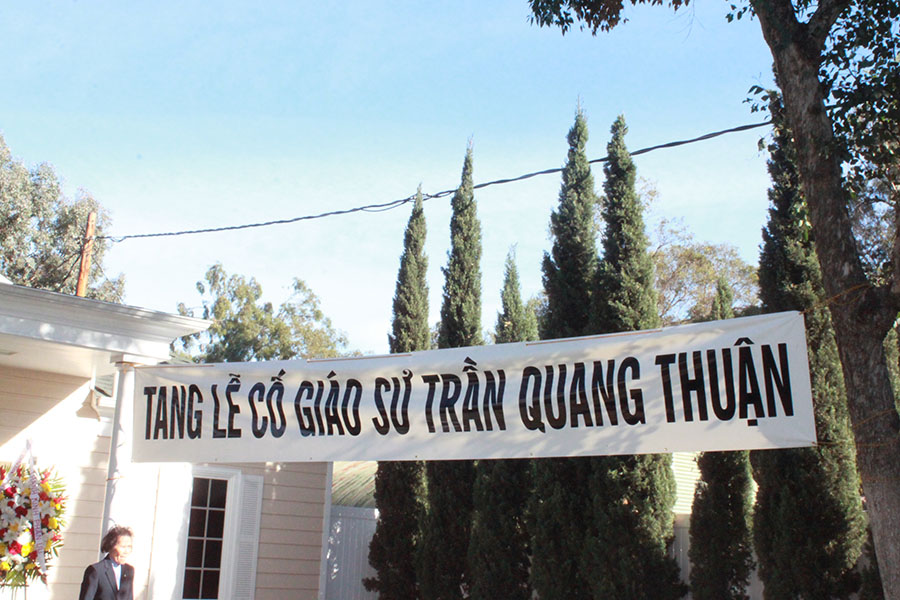 TANG LỄ CỐ GIÁO SƯ TRẦN QUANG THUẬN